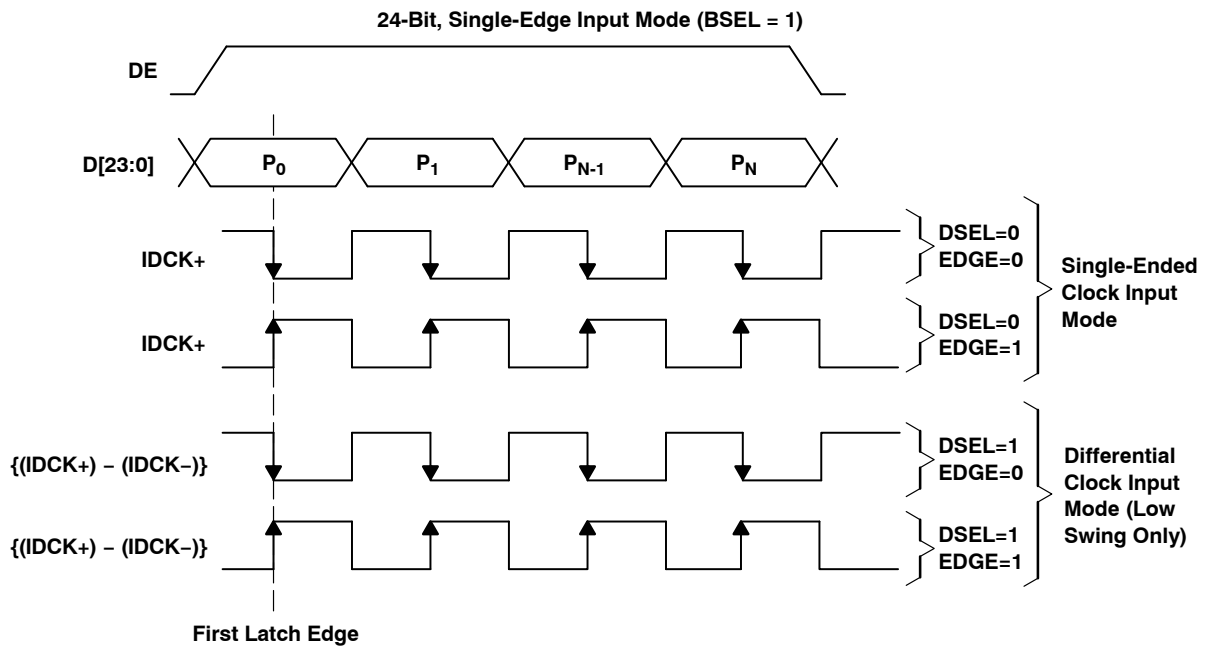 24-Bit, Single-Edge Input Mode (BSEL = 1)
DE
D[23:0]
P0
P1
PN-1
PN
IDCK+
DSEL=0
EDGE=0
IDCK+
DSEL=0
EDGE=1
Single-Ended
Clock Input
Mode
{(IDCK+) − (IDCK−)}
DSEL=1
EDGE=0
{(IDCK+) − (IDCK−)}
DSEL=1
EDGE=1
Differential
Clock Input
Mode (Low
Swing Only)
First Latch Edge